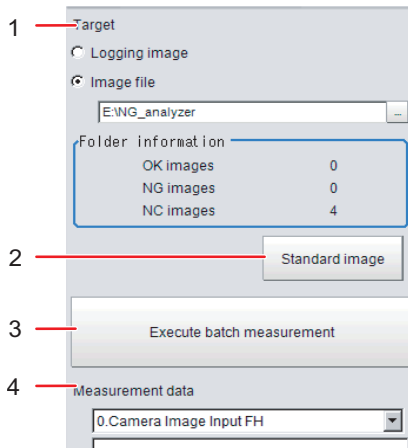 1 Target
Logging image
Image file
E:\NG_analyzer ...
Folder information
OK images 0
NG images 0
NC images 4
2 Standard image
3 Execute batch measurement
4 Measurement data
0.Camera Image Input FH